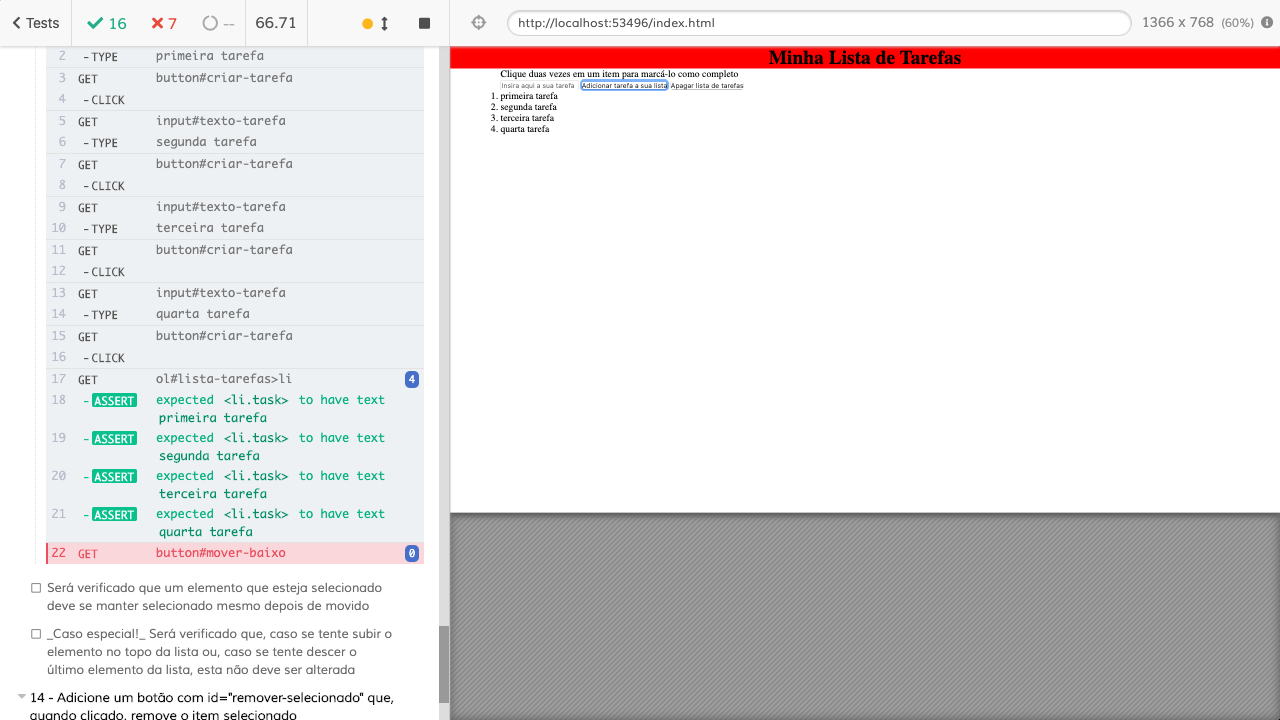 Tests
16
7
--
66.71
http://localhost:53496/index.html
1366 x 768 (60%)
2 -TYPE primeira tarefa
3 GET button#criar-tarefa
4 -CLICK
5 GET input#texto-tarefa
6 -TYPE segunda tarefa
7 GET button#criar-tarefa
8 -CLICK
9 GET input#texto-tarefa
10 -TYPE terceira tarefa
11 GET button#criar-tarefa
12 -CLICK
13 GET input#texto-tarefa
14 -TYPE quarta tarefa
15 GET button#criar-tarefa
16 -CLICK
17 GET ol#lista-tarefas>li 4
18 -ASSERT expected <li.task> to have text
primeira tarefa
19 -ASSERT expected <li.task> to have text
segunda tarefa
20 -ASSERT expected <li.task> to have text
terceira tarefa
21 -ASSERT expected <li.task> to have text
quarta tarefa
22 GET button#mover-baixo 0
Será verificado que um elemento que esteja selecionado
deve se manter selecionado mesmo depois de movido
_Caso especial!_ Será verificado que, caso se tente subir o
elemento no topo da lista ou, caso se tente descer o
último elemento da lista, esta não deve ser alterada
14 - Adicione um botão com id="remover-selecionado" que,
quando clicado, remove o item selecionado
Minha Lista de Tarefas
Clique duas vezes em um item para marcá-lo como completo
Insira aqui a sua tarefa Adicionar tarefa a sua lista Apagar lista de tarefas
1. primeira tarefa
2. segunda tarefa
3. terceira tarefa
4. quarta tarefa